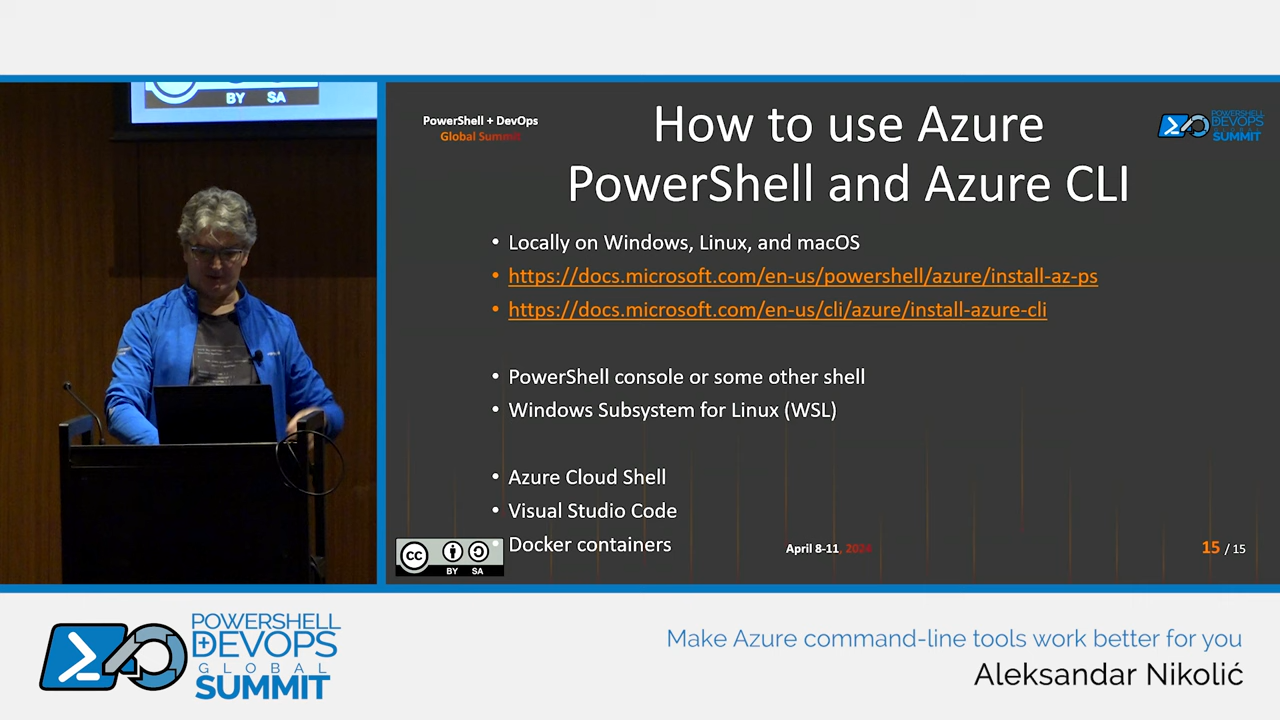 BY SA
PowerShell + DevOps
Global Summit
How to use Azure
PowerShell and Azure CLI
POWERSHELL
DEVOPS
GLOBAL
SUMMIT
• Locally on Windows, Linux, and macOS
• https://docs.microsoft.com/en-us/powershell/azure/install-az-ps
• https://docs.microsoft.com/en-us/cli/azure/install-azure-cli
• PowerShell console or some other shell
• Windows Subsystem for Linux (WSL)
• Azure Cloud Shell
• Visual Studio Code
• Docker containers
cc
BY SA
April 8-11, 2024
15 / 15
POWERSHELL
DEVOPS
GLOBAL
SUMMIT
Make Azure command-line tools work better for you
Aleksandar Nikolić